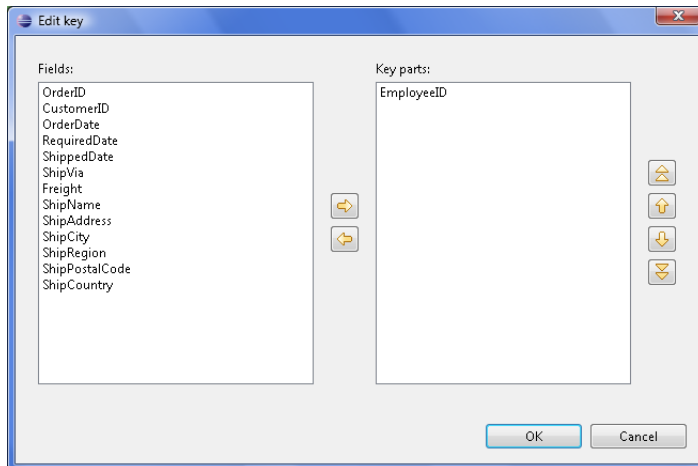 Edit key
Fields:
OrderID
CustomerID
OrderDate
RequiredDate
ShippedDate
ShipVia
Freight
ShipName
ShipAddress
ShipCity
ShipRegion
ShipPostalCode
ShipCountry
Key parts:
EmployeeID
OK
Cancel